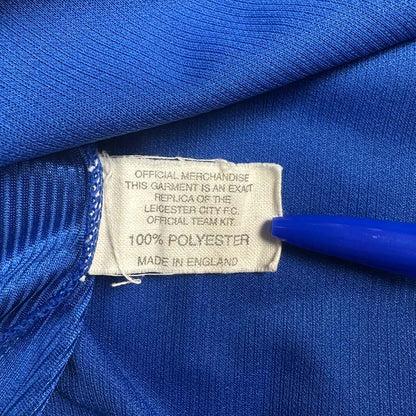 OFFICIAL MERCHANDISE
THIS GARMENT IS AN EXACT
REPLICA OF THE
LEICESTER CITY F.C.
OFFICIAL TEAM KIT.
100% POLYESTER
MADE IN ENGLAND